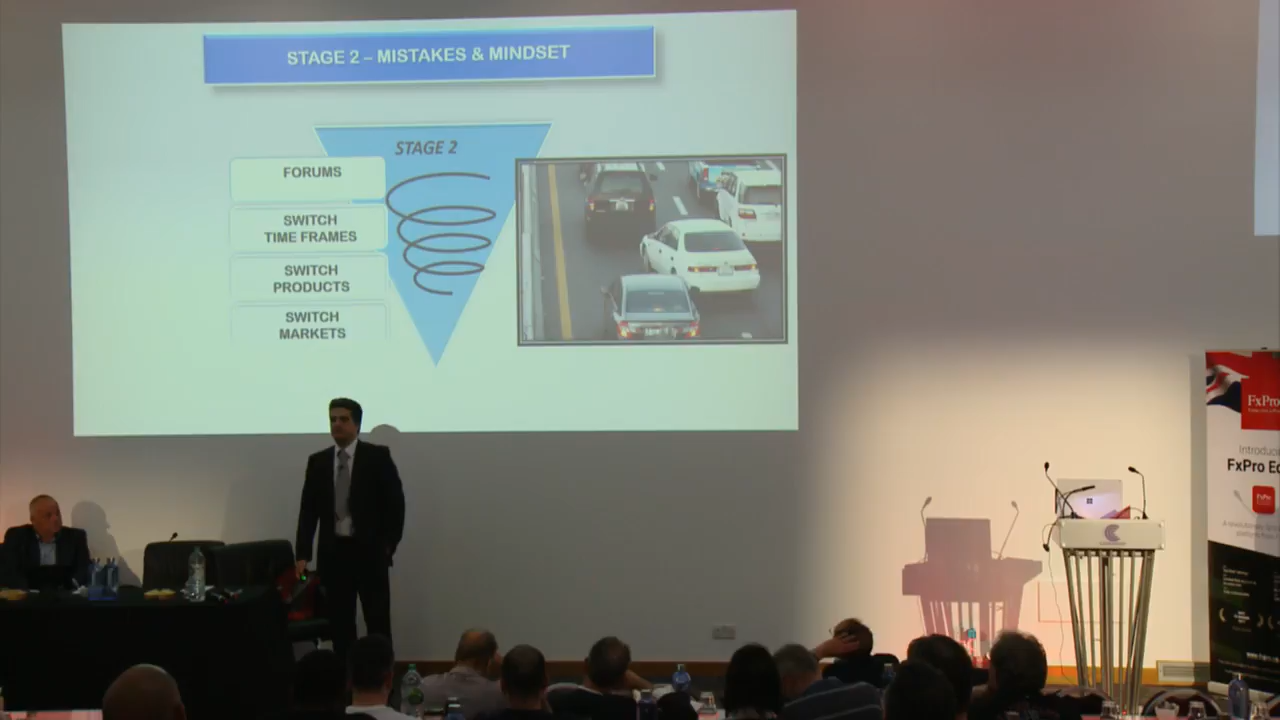 STAGE 2 – MISTAKES & MINDSET
STAGE 2
FORUMS
SWITCH
TIME FRAMES
SWITCH
PRODUCTS
SWITCH
MARKETS
FxPro
FxPro